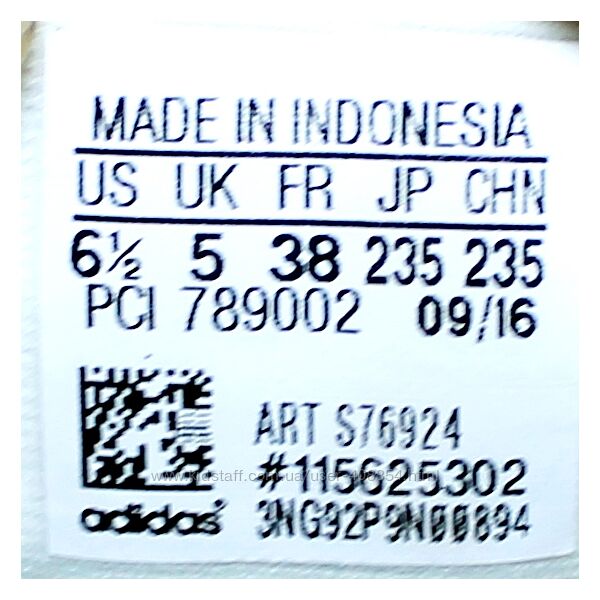 MADE IN INDONESIA
US UK FR JP CHN
6½ 5 38 235 235
PCI 789002 09/16
ART S76924
#115625302
adidas 3NG92P9N00894